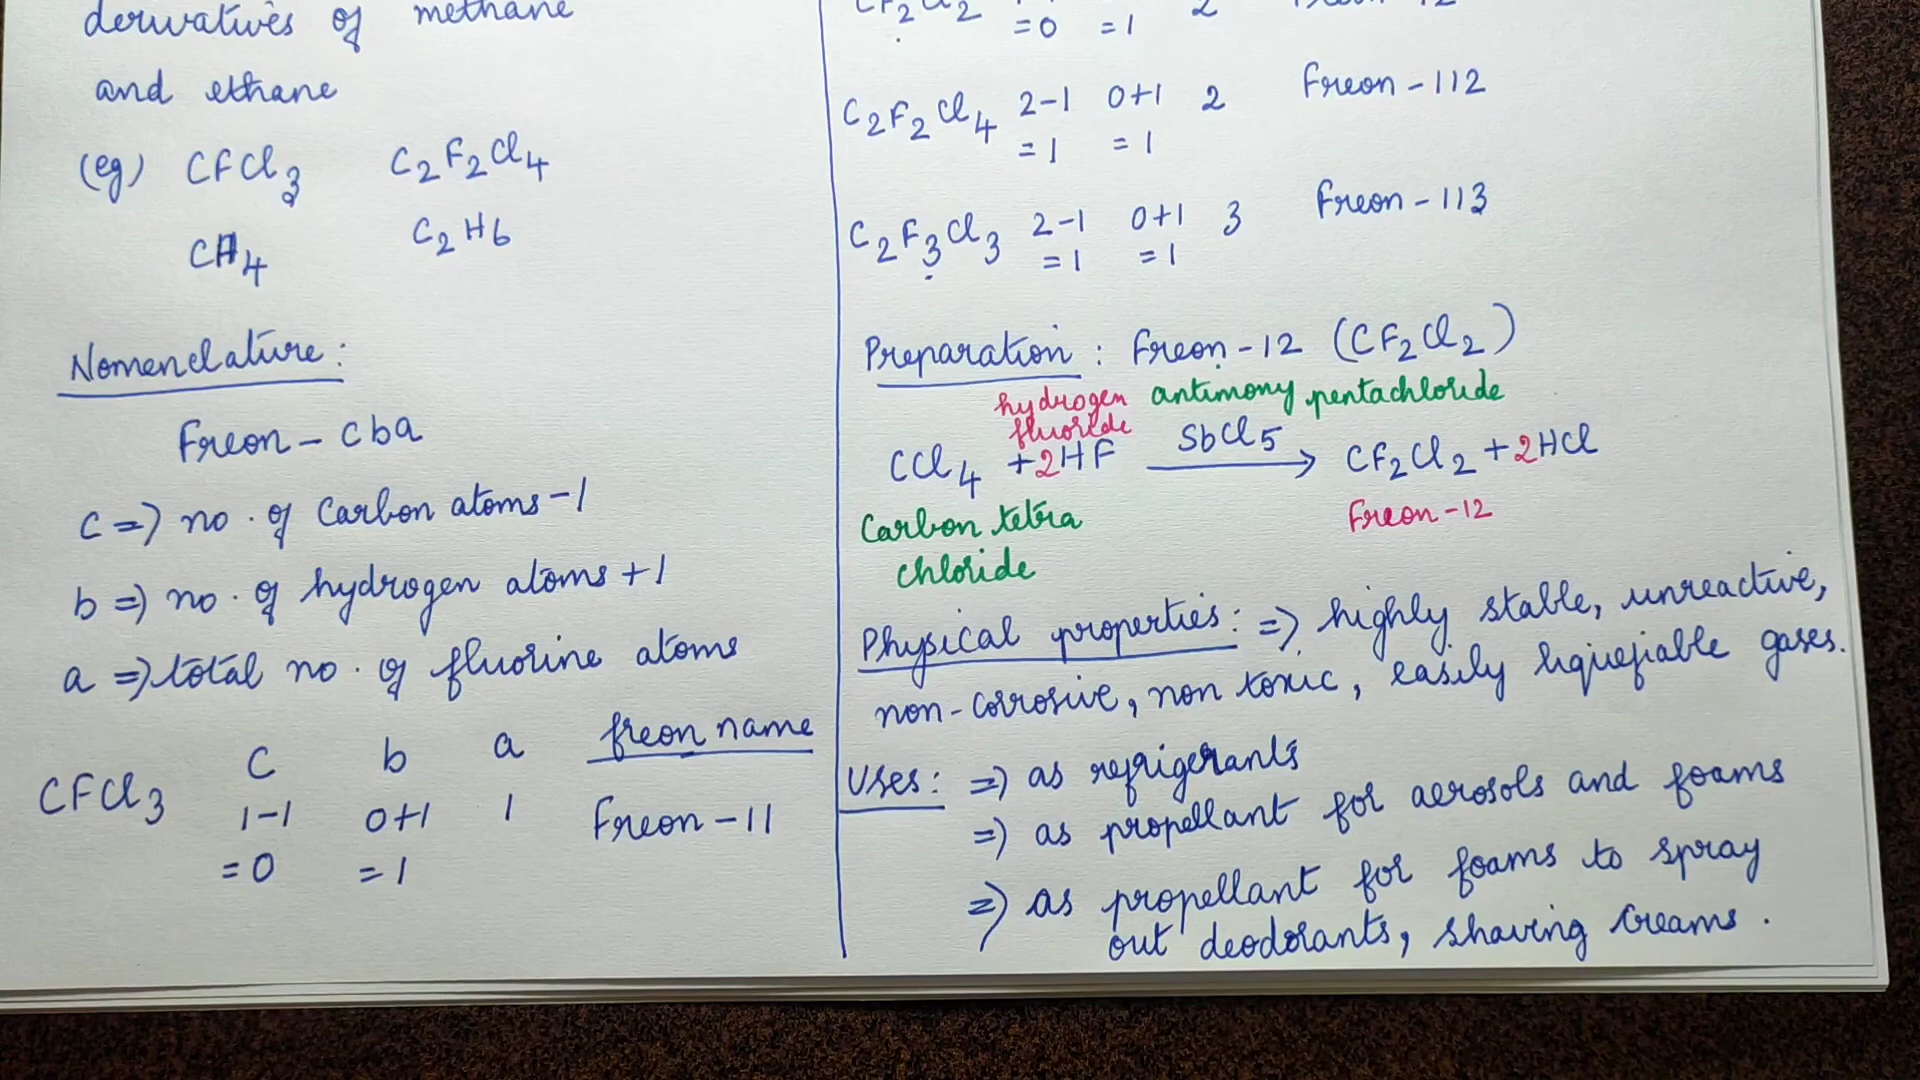 derivatives of methane
and ethane
(eg) CFCl3 C2F2Cl4
CH4 C2H6
Nomenclature:
Freon - cba
c => no. of Carbon atoms - 1
b => no. of hydrogen atoms + 1
a => total no. of fluorine atoms
c b a freon name
CFCl3 1-1 0+1 1 Freon - 11
=0 =1
CF2Cl2 2
=0 =1
C2F2Cl4 2-1 0+1 2 Freon - 112
=1 =1
C2F3Cl3 2-1 0+1 3 Freon - 113
=1 =1
Preparation: Freon - 12 (CF2Cl2)
hydrogen antimony pentachloride
fluoride
CCl4 + 2HF SbCl5 → CF2Cl2 + 2HCl
Carbon tetra Freon - 12
chloride
Physical properties: => highly stable, unreactive,
non-corrosive, non toxic, easily liquefiable gases.
Uses: => as refrigerants
=> as propellant for aerosols and foams
=> as propellant for foams to spray
out deodorants, shaving creams.